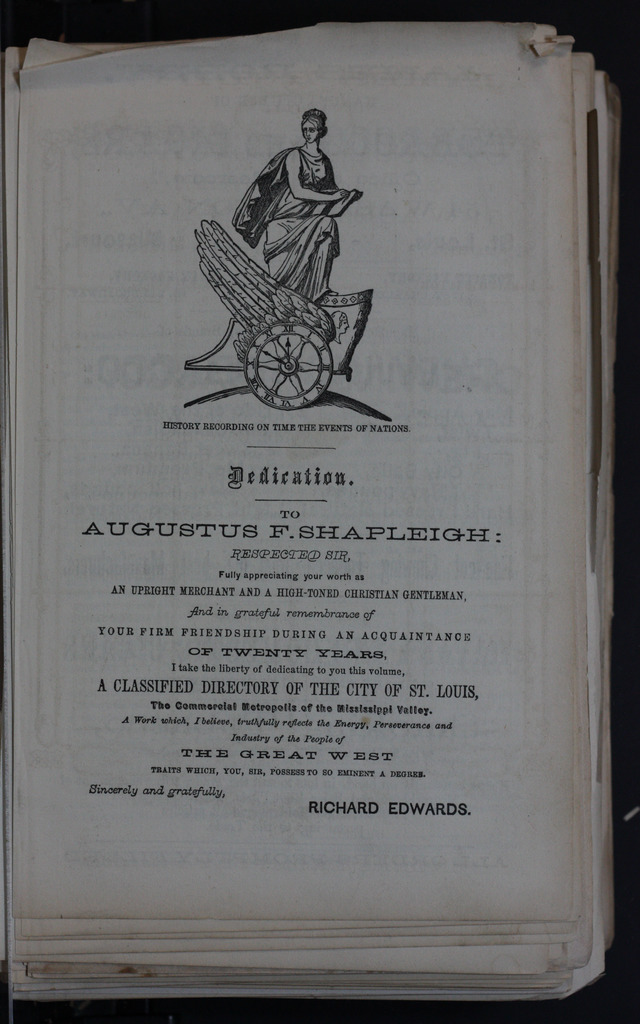 HISTORY RECORDING ON TIME THE EVENTS OF NATIONS.
Dedication.
TO
AUGUSTUS F. SHAPLEIGH:
RESPECTED SIR,
Fully appreciating your worth as
AN UPRIGHT MERCHANT AND A HIGH-TONED CHRISTIAN GENTLEMAN,
And in grateful remembrance of
YOUR FIRM FRIENDSHIP DURING AN ACQUAINTANCE
OF TWENTY YEARS,
I take the liberty of dedicating to you this volume,
A CLASSIFIED DIRECTORY OF THE CITY OF ST. LOUIS,
The Commercial Metropolis of the Mississippi Valley.
A Work which, I believe, truthfully reflects the Energy, Perseverance and
Industry of the People of
THE GREAT WEST
TRAITS WHICH, YOU, SIR, POSSESS TO SO EMINENT A DEGREE.
Sincerely and gratefully,
RICHARD EDWARDS.